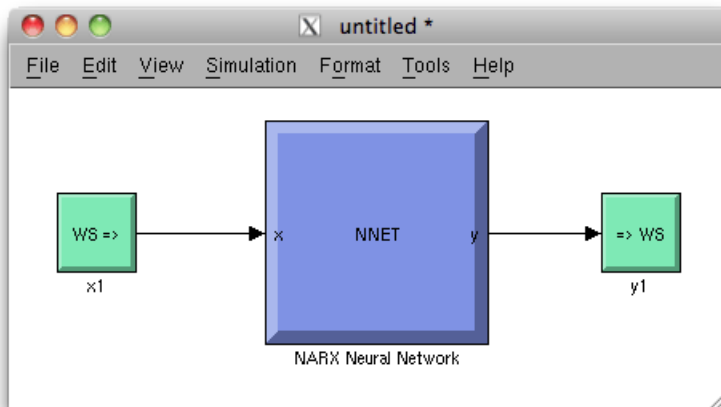 untitled *
File Edit View Simulation Format Tools Help
WS => x NNET y => WS
x1 y1
NARX Neural Network